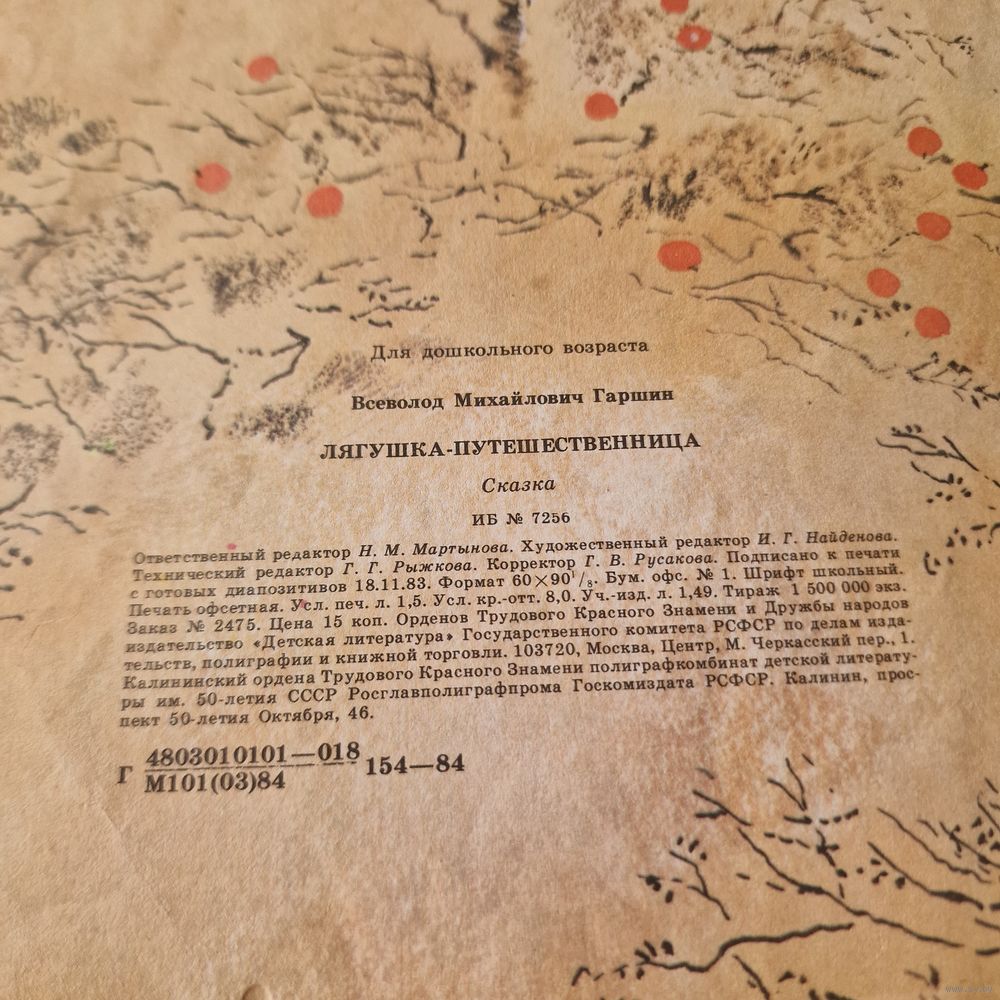 Для дошкольного возраста
Всеволод Михайлович Гаршин
ЛЯГУШКА-ПУТЕШЕСТВЕННИЦА
Сказка
ИБ № 7256
Ответственный редактор Н. М. Мартынова. Художественный редактор И. Г. Найденова.
Технический редактор Г. Г. Рыжкова. Корректор Г. В. Русакова. Подписано к печати
с готовых диапозитивов 18.11.83. Формат 60×90¹/₈. Бум. офс. № 1. Шрифт школьный.
Печать офсетная. Усл. печ. л. 1,5. Усл. кр.-отт. 8,0. Уч.-изд. л. 1,49. Тираж 1 500 000 экз.
Заказ № 2475. Цена 15 коп. Орденов Трудового Красного Знамени и Дружбы народов
издательство «Детская литература» Государственного комитета РСФСР по делам изда-
тельств, полиграфии и книжной торговли. 103720, Москва, Центр, М. Черкасский пер., 1.
Калининский ордена Трудового Красного Знамени полиграфкомбинат детской литерату-
ры им. 50-летия СССР Росглавполиграфпрома Госкомиздата РСФСР. Калинин, прос-
пект 50-летия Октября, 46.
Г 4803010101—018 154—84
М101(03)84